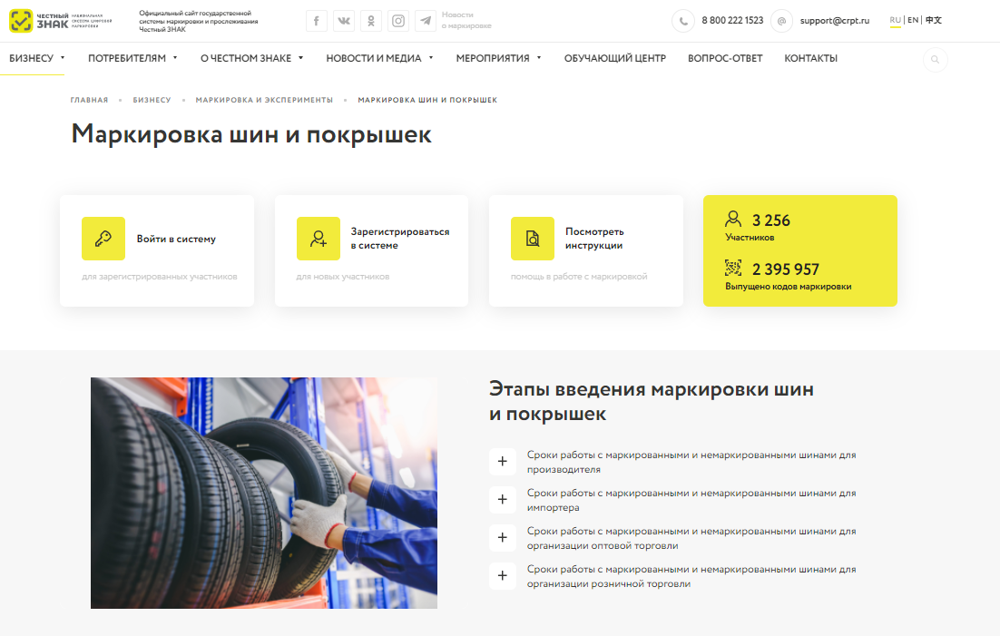 ЧЕСТНЫЙ
ЗНАК
НАЦИОНАЛЬНАЯ
СИСТЕМА ЦИФРОВОЙ
МАРКИРОВКИ
Официальный сайт государственной
системы маркировки и прослеживания
Честный ЗНАК
Новости
о маркировке
8 800 222 1523
@ support@crpt.ru
RU | EN | 中文
БИЗНЕСУ
ПОТРЕБИТЕЛЯМ
О ЧЕСТНОМ ЗНАКЕ
НОВОСТИ И МЕДИА
МЕРОПРИЯТИЯ
ОБУЧАЮЩИЙ ЦЕНТР
ВОПРОС-ОТВЕТ
КОНТАКТЫ
ГЛАВНАЯ • БИЗНЕСУ • МАРКИРОВКА И ЭКСПЕРИМЕНТЫ • МАРКИРОВКА ШИН И ПОКРЫШЕК
Маркировка шин и покрышек
Войти в систему
для зарегистрированных участников
Зарегистрироваться
в системе
для новых участников
Посмотреть
инструкции
помощь в работе с маркировкой
3 256
Участников
2 395 957
Выпущено кодов маркировки
Этапы введения маркировки шин
и покрышек
+ Сроки работы с маркированными и немаркированными шинами для
производителя
+ Сроки работы с маркированными и немаркированными шинами для
импортера
+ Сроки работы с маркированными и немаркированными шинами для
организации оптовой торговли
+ Сроки работы с маркированными и немаркированными шинами для
организации розничной торговли